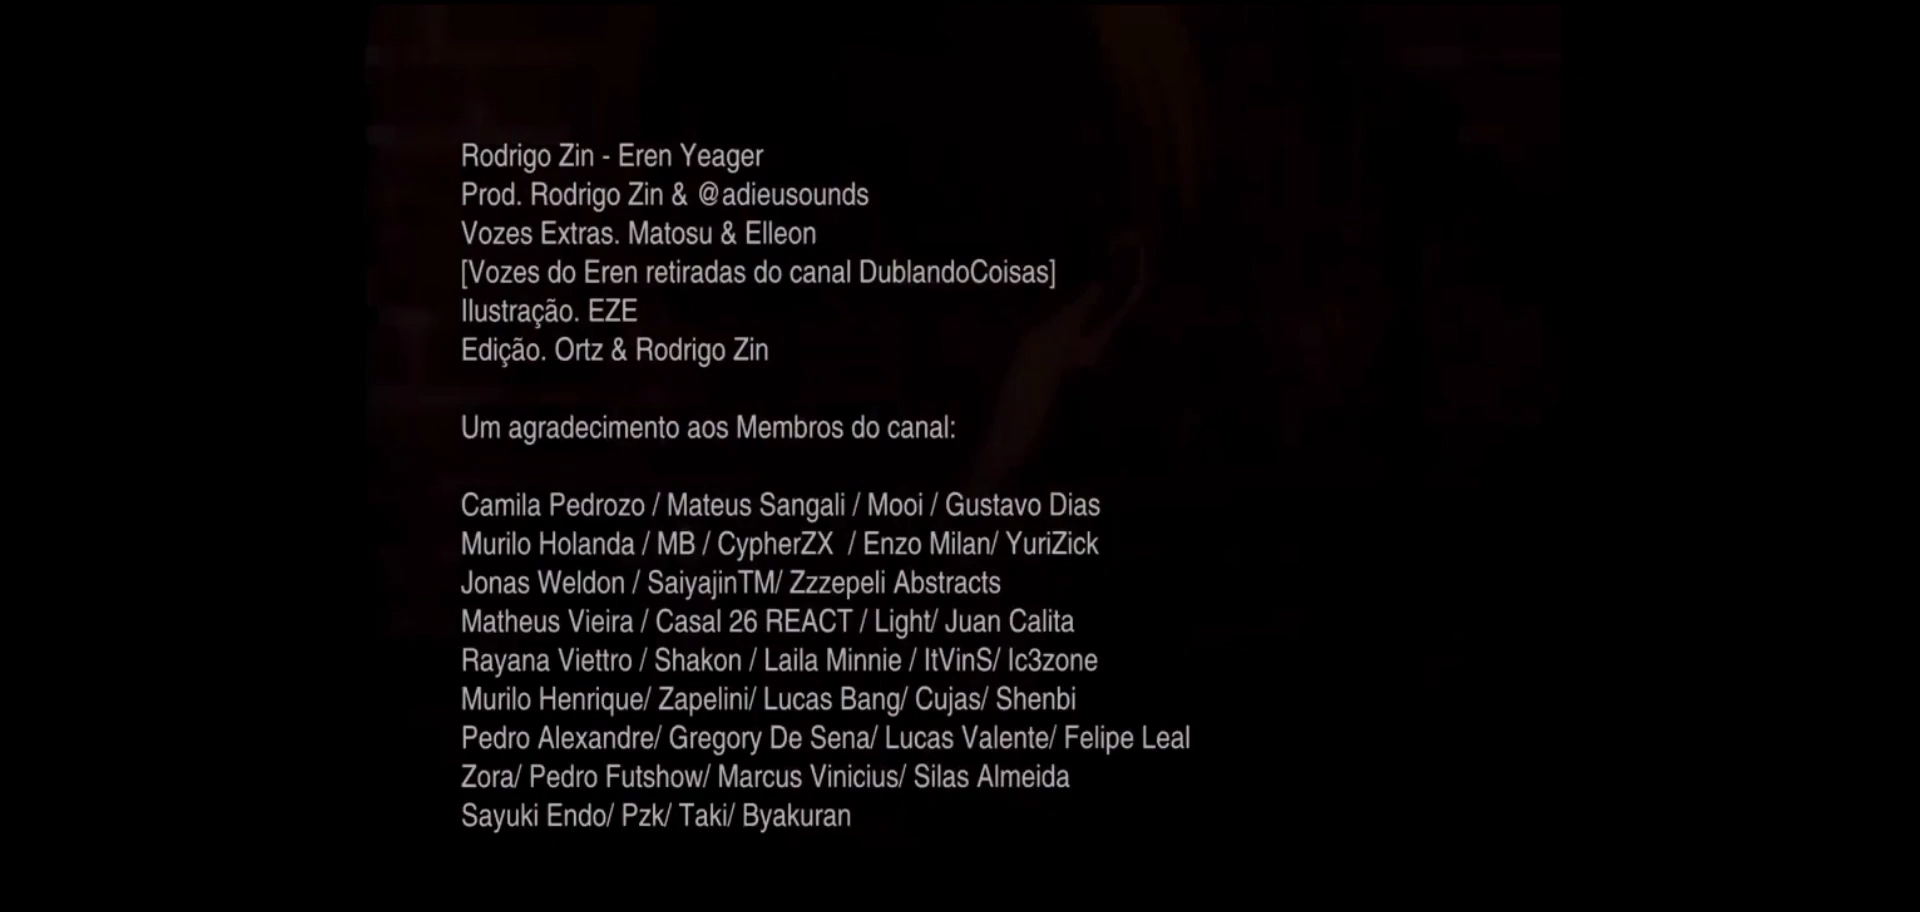 Rodrigo Zin - Eren Yeager
Prod. Rodrigo Zin & @adieusounds
Vozes Extras. Matosu & Elleon
[Vozes do Eren retiradas do canal DublandoCoisas]
Ilustração. EZE
Edição. Ortz & Rodrigo Zin
Um agradecimento aos Membros do canal:
Camila Pedrozo / Mateus Sangali / Mooi / Gustavo Dias
Murilo Holanda / MB / CypherZX  / Enzo Milan/ YuriZick
Jonas Weldon / SaiyajinTM/ Zzzepeli Abstracts
Matheus Vieira / Casal 26 REACT / Light/ Juan Calita
Rayana Viettro / Shakon / Laila Minnie / ItVinS/ Ic3zone
Murilo Henrique/ Zapelini/ Lucas Bang/ Cujas/ Shenbi
Pedro Alexandre/ Gregory De Sena/ Lucas Valente/ Felipe Leal
Zora/ Pedro Futshow/ Marcus Vinicius/ Silas Almeida
Sayuki Endo/ Pzk/ Taki/ Byakuran